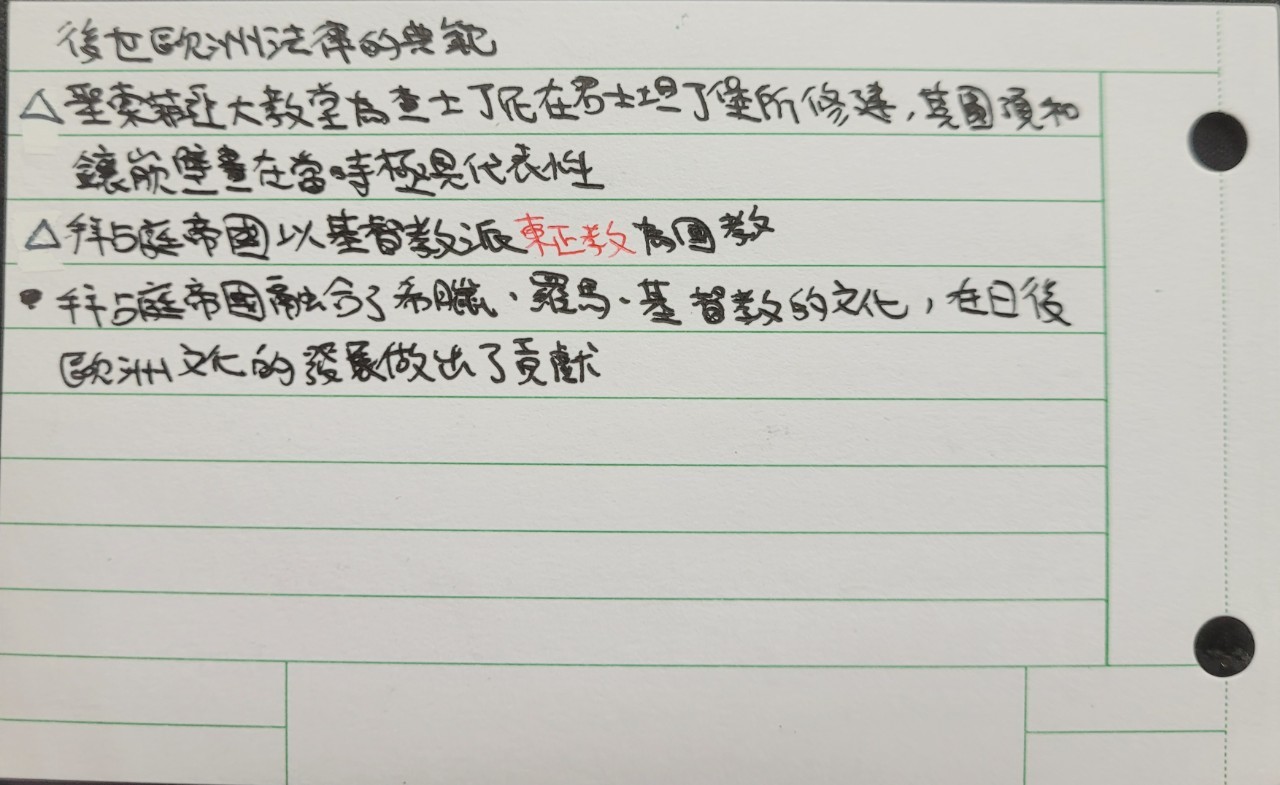 後世歐洲法律的典範
△聖索菲亞大教堂為查士丁尼在君士坦丁堡所修建，其圓頂和
鑲嵌壁畫在當時極具代表性
△拜占庭帝國以基督教派東正教為國教
•拜占庭帝國融合了希臘、羅馬、基督教的文化，在日後
歐洲文化的發展做出了貢獻